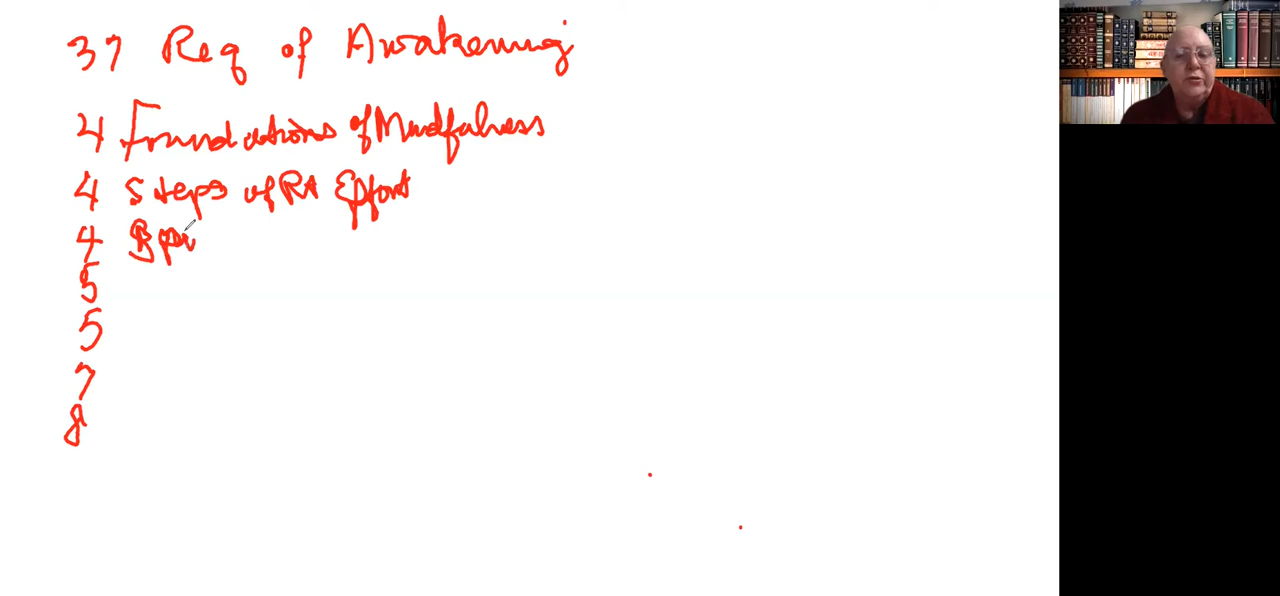 37 Req of Awakening
4 Foundations of Mindfulness
4 Steps of Rt Effort
4
5
5
7
8